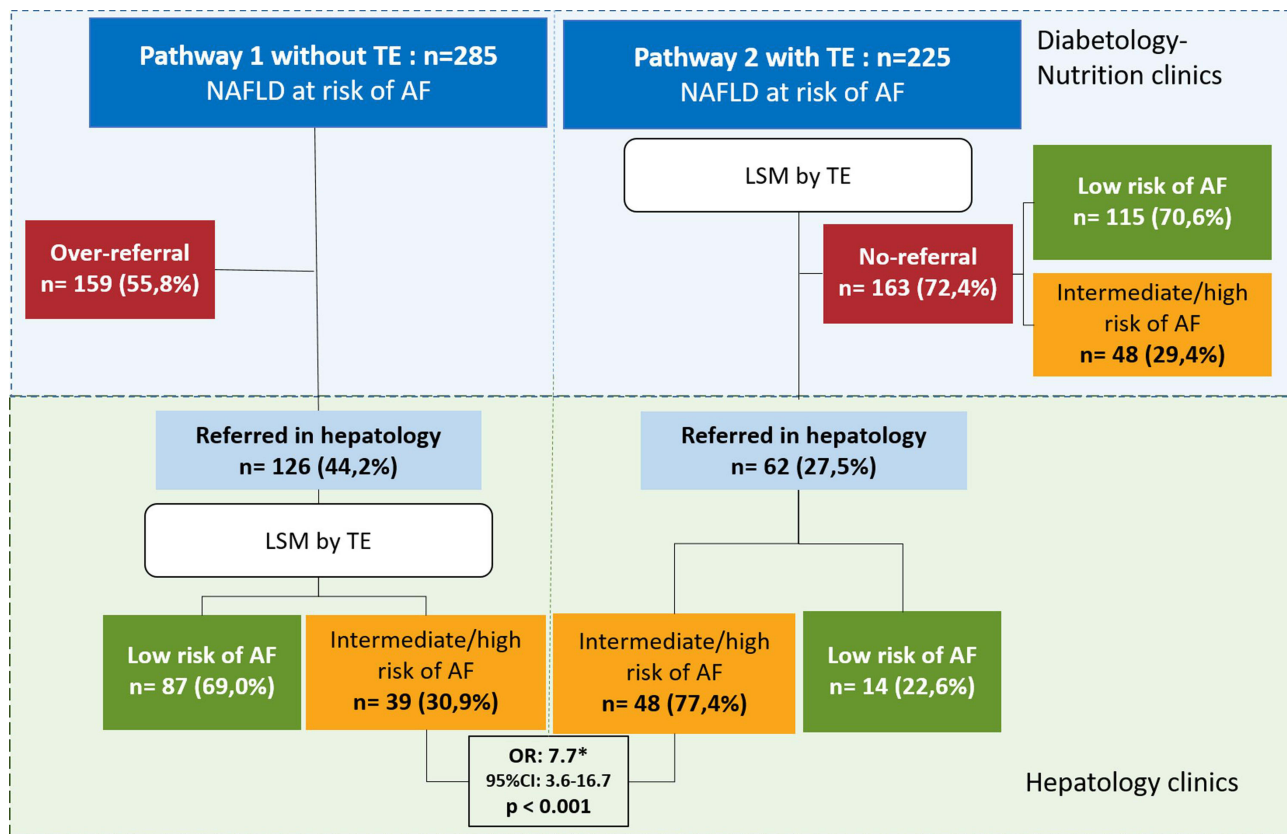 Pathway 1 without TE : n=285
NAFLD at risk of AF
Pathway 2 with TE : n=225
NAFLD at risk of AF
Diabetology-
Nutrition clinics
LSM by TE
Low risk of AF
n= 115 (70,6%)
Over-referral
n= 159 (55,8%)
No-referral
n= 163 (72,4%)
Intermediate/high
risk of AF
n= 48 (29,4%)
Referred in hepatology
n= 126 (44,2%)
Referred in hepatology
n= 62 (27,5%)
LSM by TE
Low risk of AF
n= 87 (69,0%)
Intermediate/high
risk of AF
n= 39 (30,9%)
Intermediate/high
risk of AF
n= 48 (77,4%)
Low risk of AF
n= 14 (22,6%)
OR: 7.7*
95%CI: 3.6-16.7
p < 0.001
Hepatology clinics